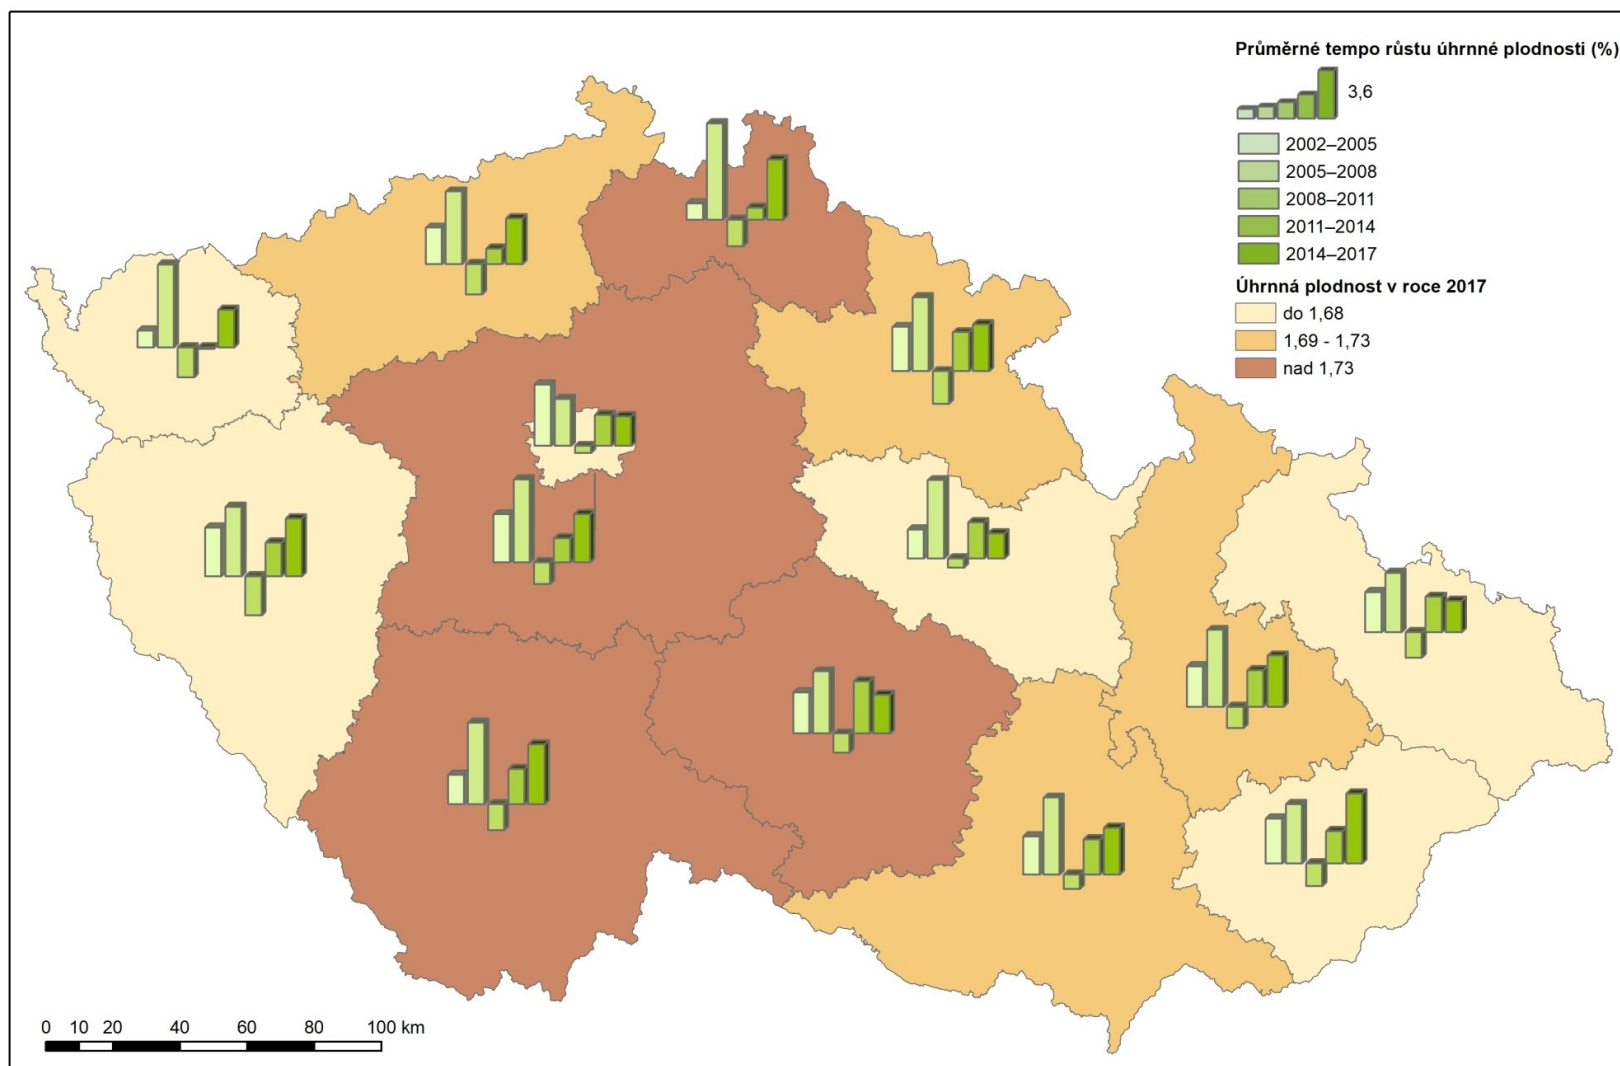 Průměrné tempo růstu úhrnné plodnosti (%)
3,6
2002–2005
2005–2008
2008–2011
2011–2014
2014–2017
Úhrnná plodnost v roce 2017
do 1,68
1,69 - 1,73
nad 1,73
0 10 20 40 60 80 100 km